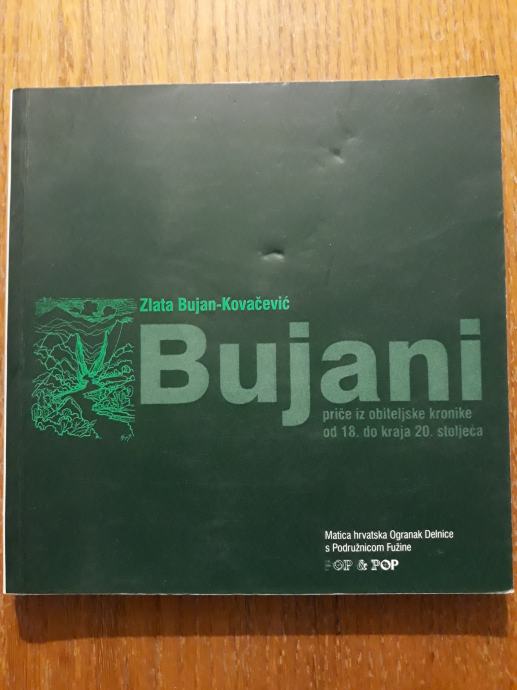 Zlata Bujan-Kovačević
Bujani
priče iz obiteljske kronike
od 18. do kraja 20. stoljeća
Matica hrvatska Ogranak Delnice
s Podružnicom Fužine
POP & POP